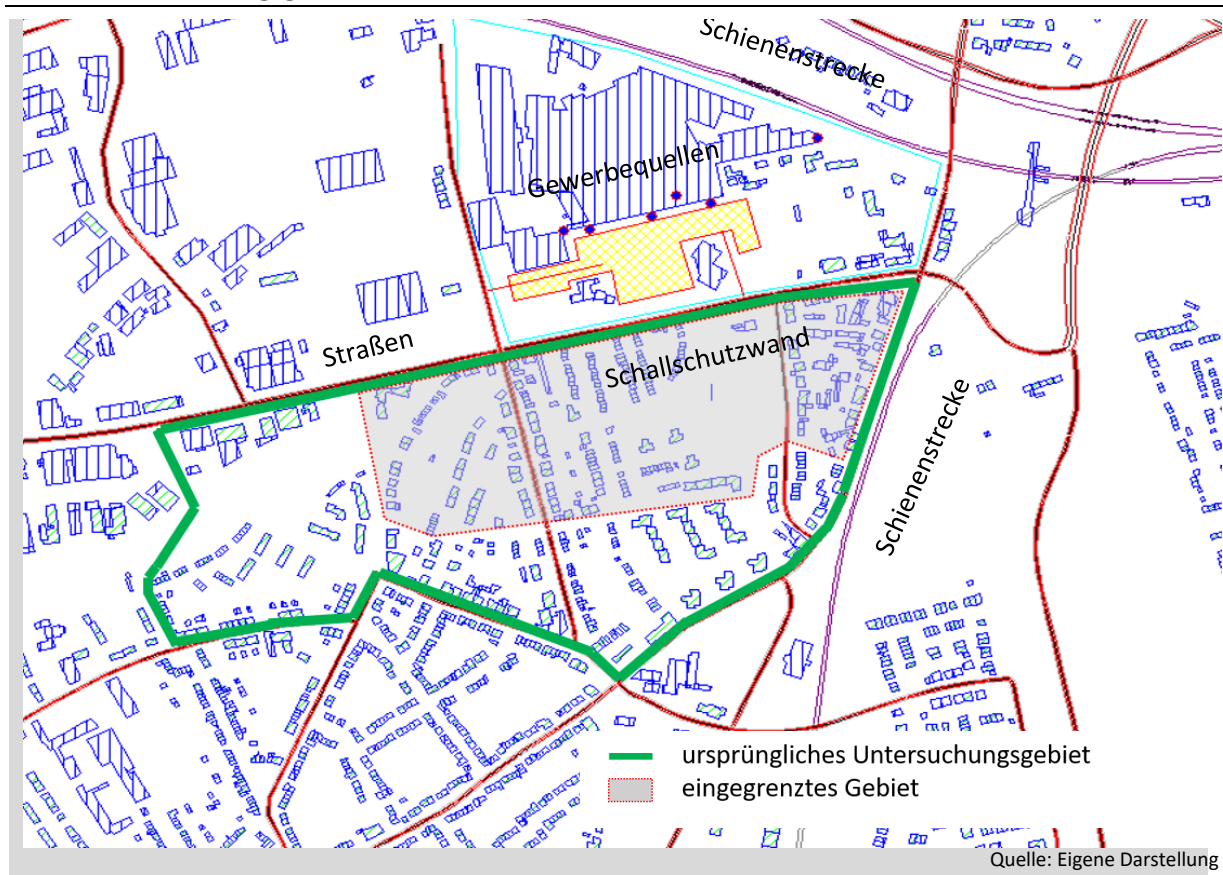 Schienenstrecke
Gewerbequellen
Straßen
Schallschutzwand
Schienenstrecke
ursprüngliches Untersuchungsgebiet
eingegrenztes Gebiet
Quelle: Eigene Darstellung